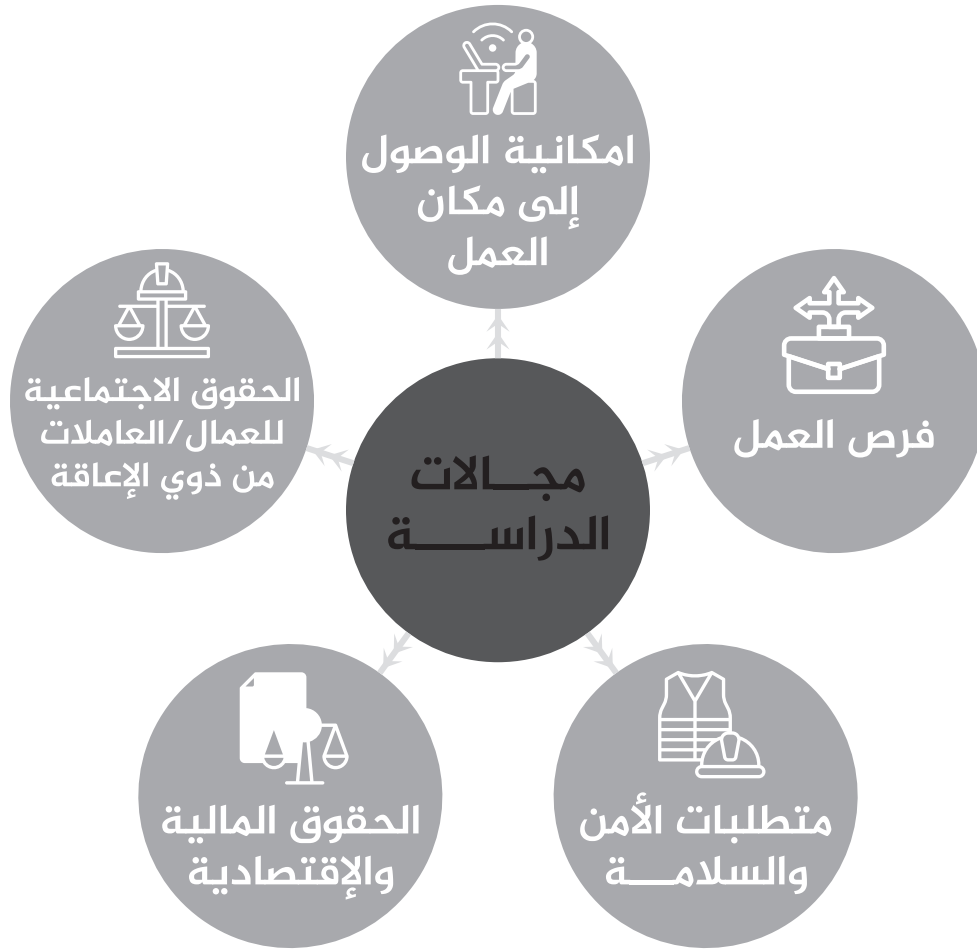 امكانية الوصول
إلى مكان
العمل
فرص العمل
الحقوق الاجتماعية
للعمال/العاملات
من ذوي الإعاقة
مجـــالات
الدراســـــة
متطلبات الأمن
والسلامـــة
الحقوق المالية
والإقتصادية